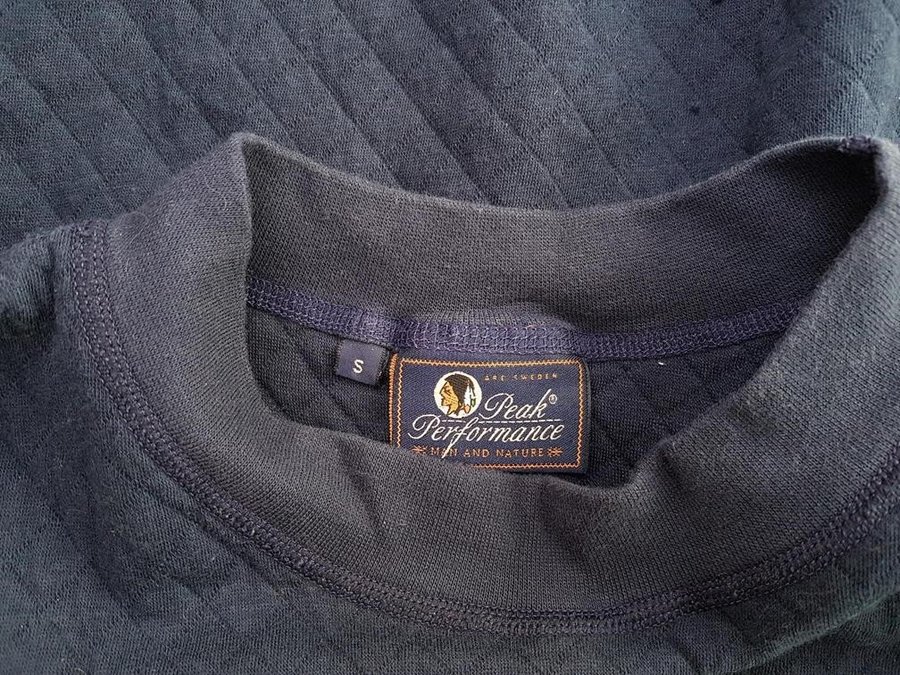 S
ARE SWEDEN
Peak®
Performance
MAN AND NATURE